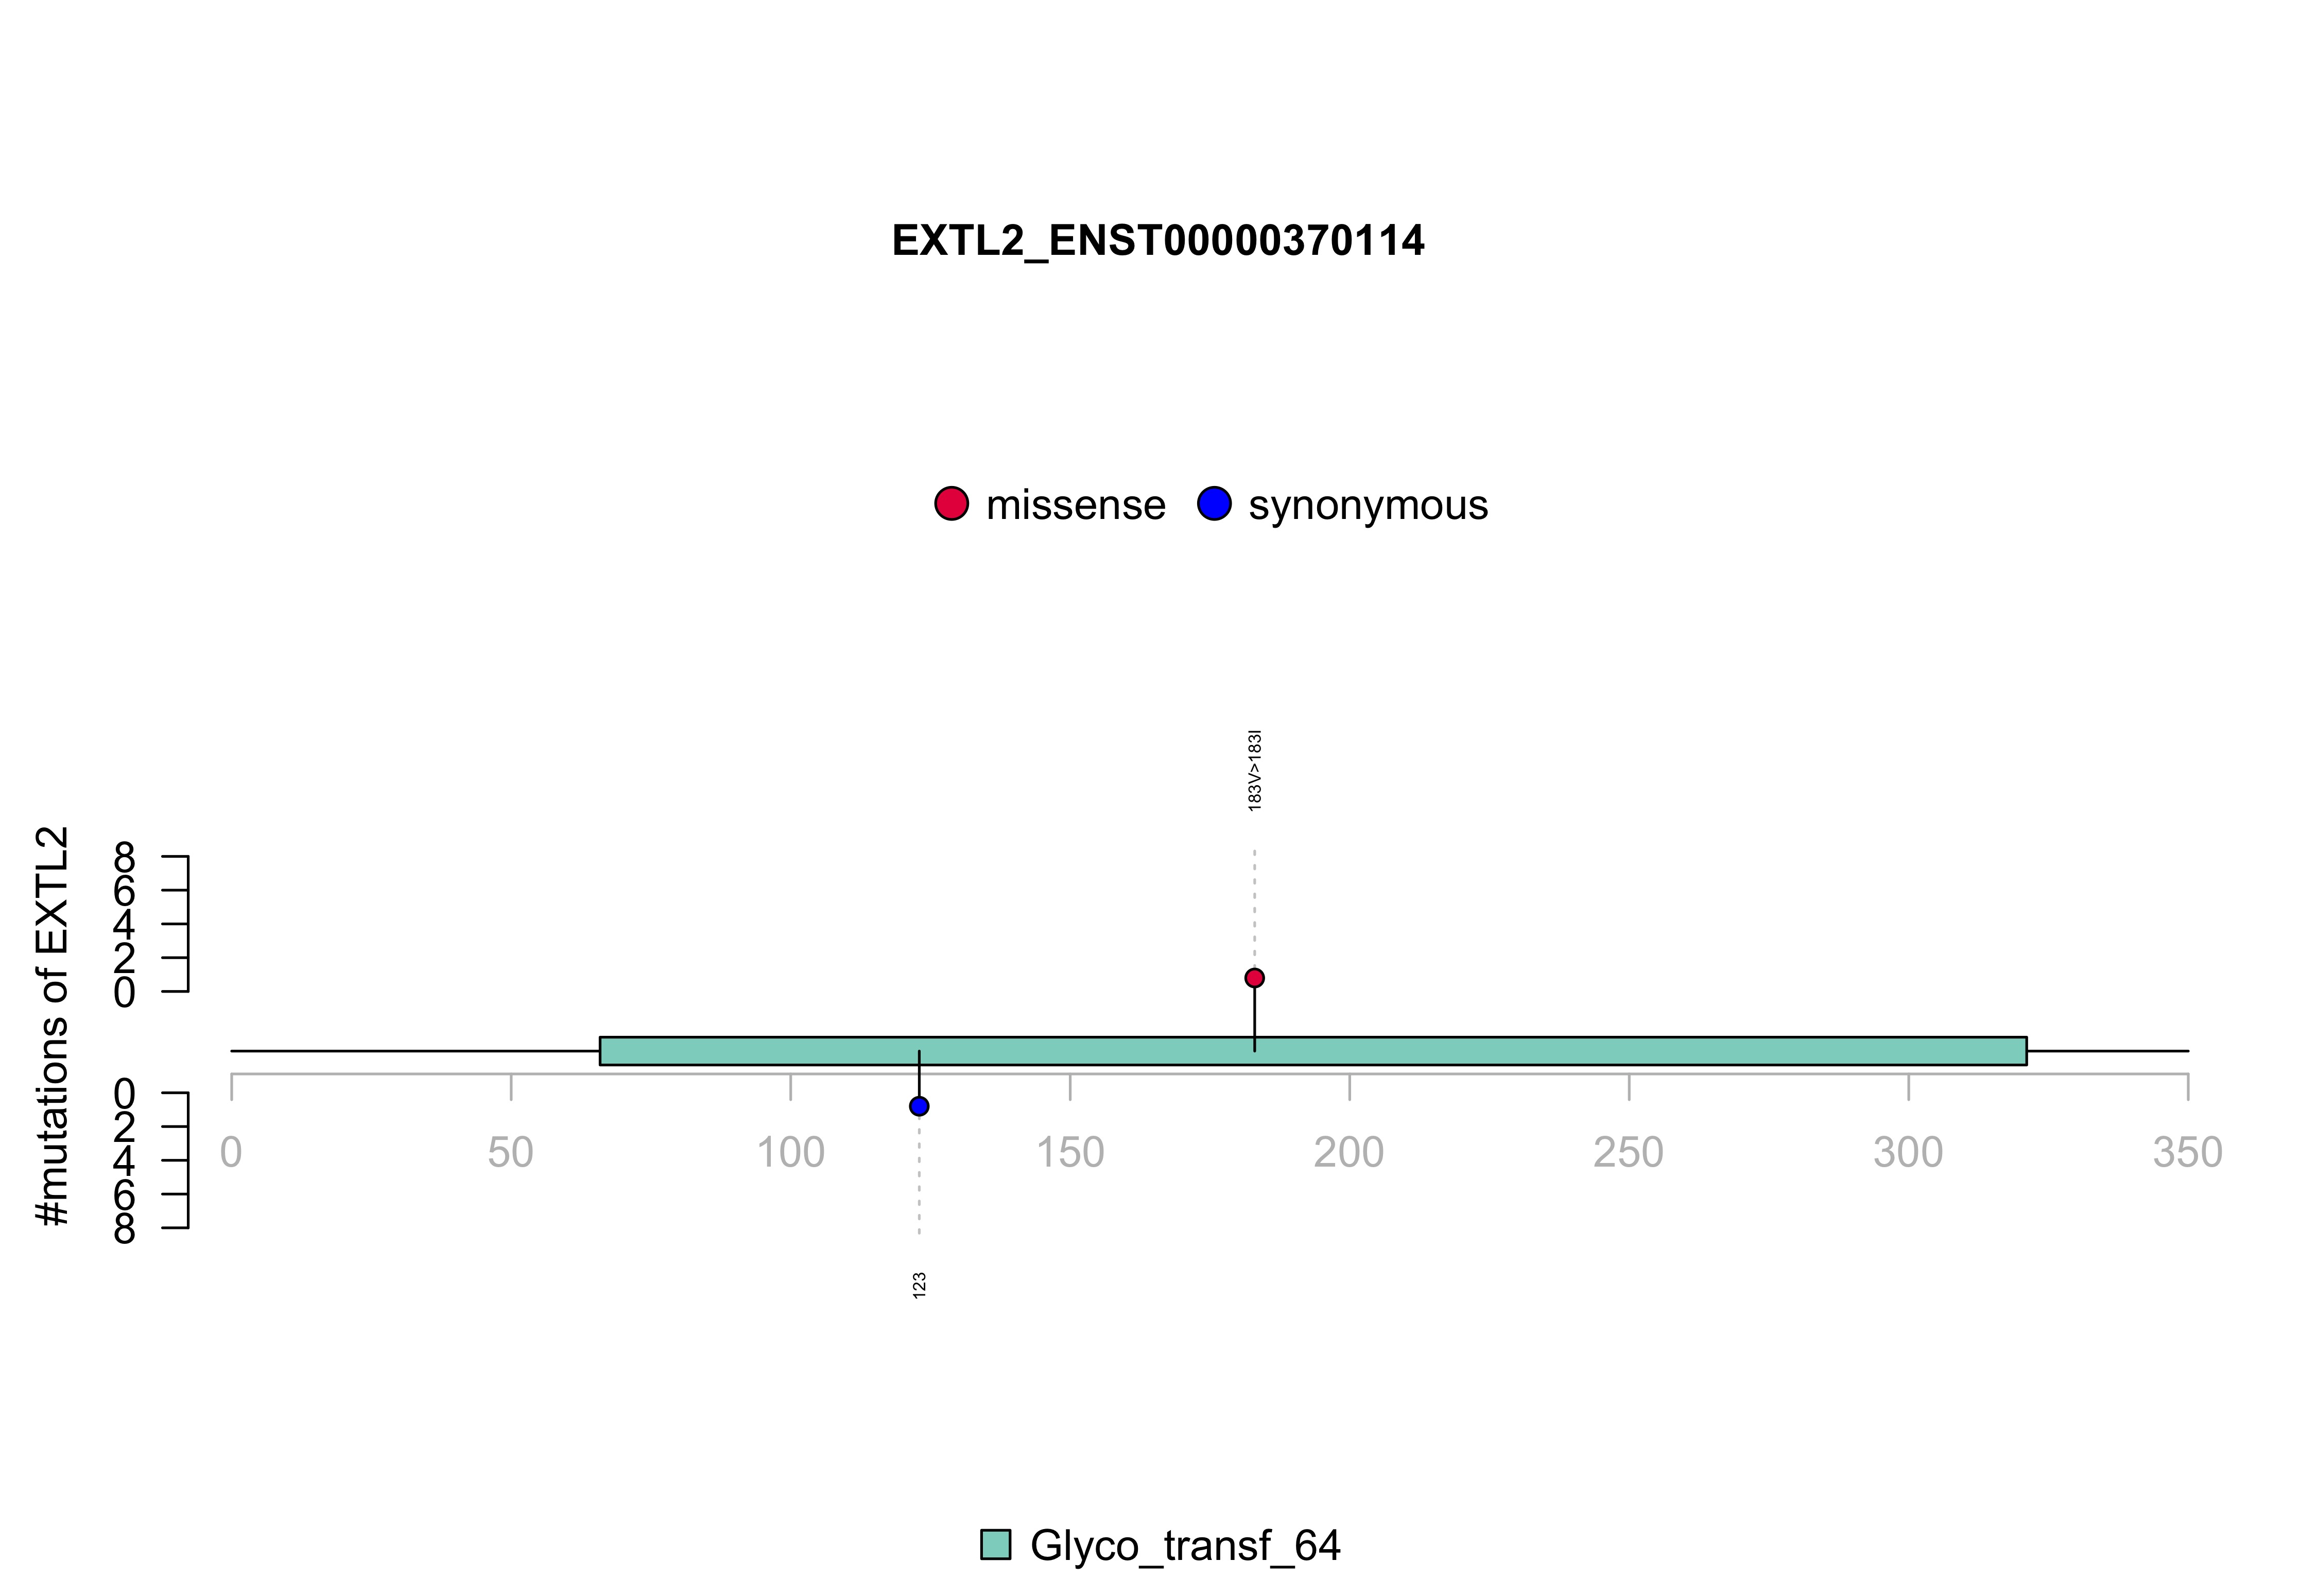 EXTL2_ENST00000370114
missense synonymous
183V>183I
#mutations of EXTL2
8
6
4
2
0
0
2
4
6
8
0 50 100 150 200 250 300 350
123
Glyco_transf_64